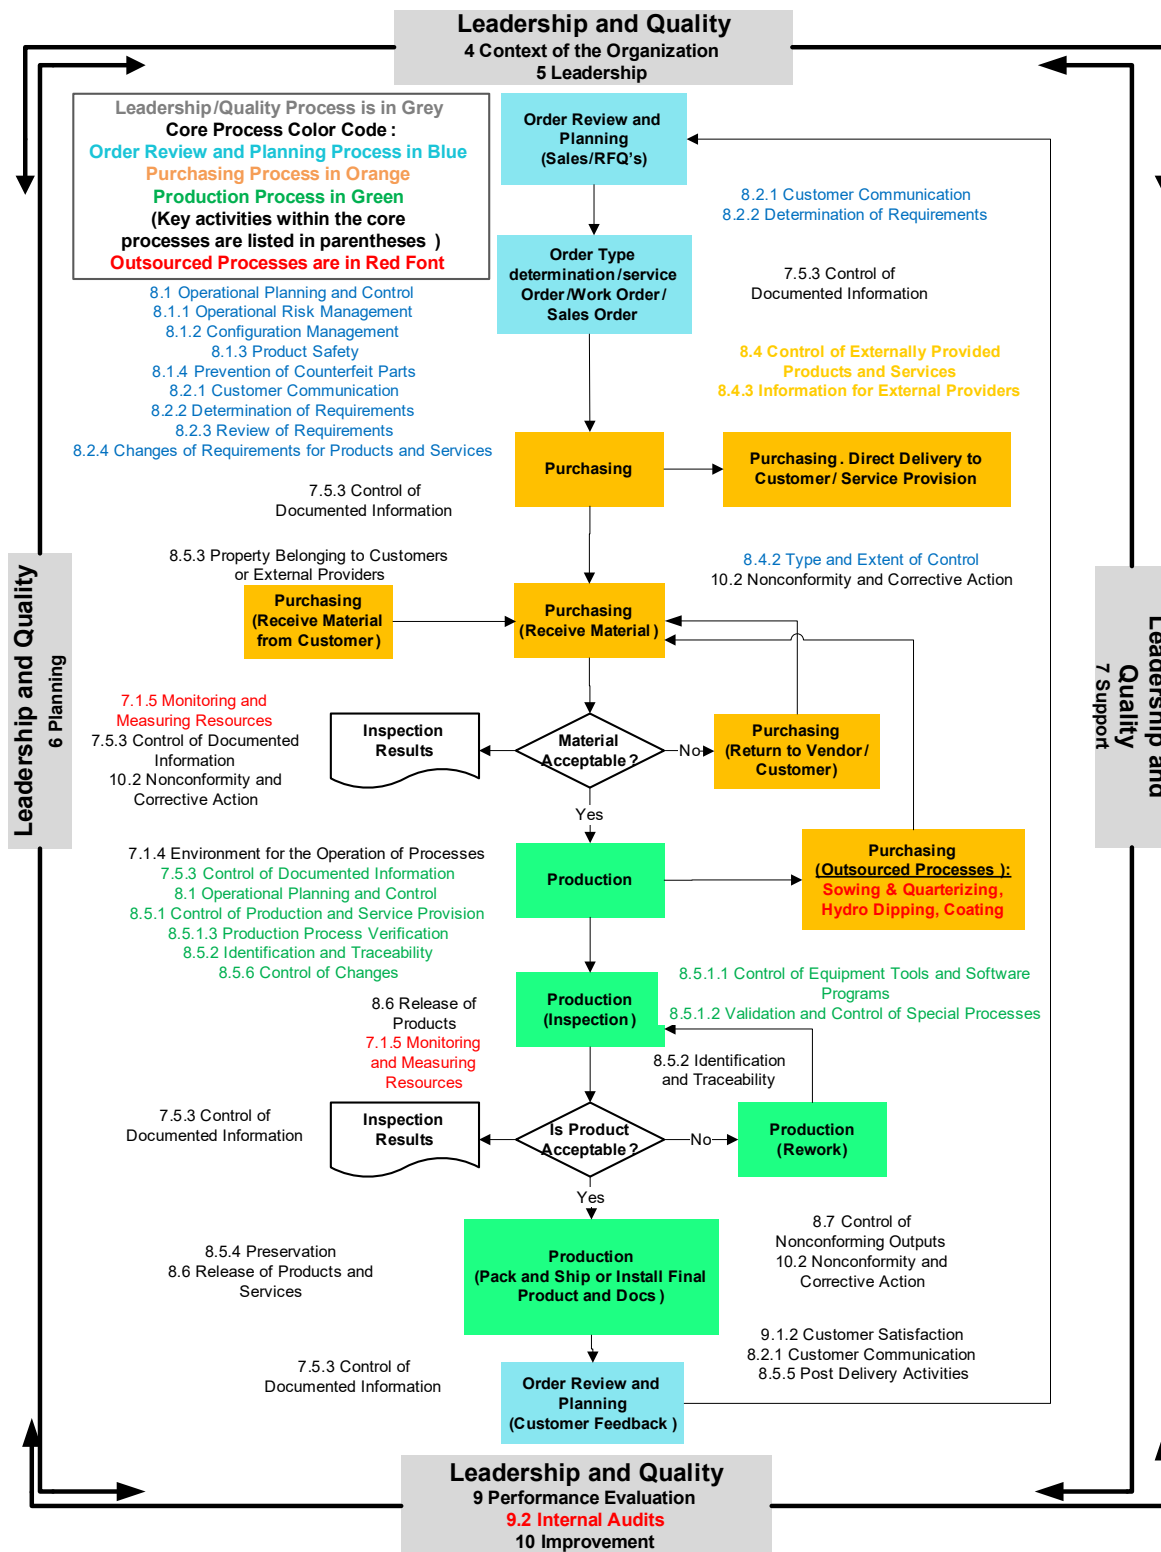 Leadership and Quality
4 Context of the Organization
5 Leadership
Leadership/Quality Process is in Grey
Core Process Color Code :
Order Review and Planning Process in Blue
Purchasing Process in Orange
Production Process in Green
(Key activities within the core
processes are listed in parentheses )
Outsourced Processes are in Red Font
Order Review and
Planning
(Sales/RFQ's)
8.2.1 Customer Communication
8.2.2 Determination of Requirements
Order Type
determination/service
Order/Work Order/
Sales Order
7.5.3 Control of
Documented Information
8.1 Operational Planning and Control
8.1.1 Operational Risk Management
8.1.2 Configuration Management
8.1.3 Product Safety
8.1.4 Prevention of Counterfeit Parts
8.2.1 Customer Communication
8.2.2 Determination of Requirements
8.2.3 Review of Requirements
8.2.4 Changes of Requirements for Products and Services
8.4 Control of Externally Provided
Products and Services
8.4.3 Information for External Providers
Purchasing
Purchasing . Direct Delivery to
Customer/ Service Provision
7.5.3 Control of
Documented Information
8.5.3 Property Belonging to Customers
or External Providers
8.4.2 Type and Extent of Control
10.2 Nonconformity and Corrective Action
Purchasing
(Receive Material
from Customer)
Purchasing
(Receive Material)
Leadership and Quality
6 Planning
Leadership and
Quality
7 Support
7.1.5 Monitoring and
Measuring Resources
7.5.3 Control of Documented
Information
10.2 Nonconformity and
Corrective Action
Inspection
Results
Material
Acceptable ?
No
Purchasing
(Return to Vendor/
Customer)
Yes
7.1.4 Environment for the Operation of Processes
7.5.3 Control of Documented Information
8.1 Operational Planning and Control
8.5.1 Control of Production and Service Provision
8.5.1.3 Production Process Verification
8.5.2 Identification and Traceability
8.5.6 Control of Changes
Production
Purchasing
(Outsourced Processes ):
Sowing & Quarterizing,
Hydro Dipping, Coating
8.5.1.1 Control of Equipment Tools and Software
Programs
8.5.1.2 Validation and Control of Special Processes
Production
(Inspection )
8.6 Release of
Products
7.1.5 Monitoring
and Measuring
Resources
8.5.2 Identification
and Traceability
7.5.3 Control of
Documented Information
Inspection
Results
Is Product
Acceptable ?
No
Production
(Rework)
Yes
8.5.4 Preservation
8.6 Release of Products and
Services
Production
(Pack and Ship or Install Final
Product and Docs )
8.7 Control of
Nonconforming Outputs
10.2 Nonconformity and
Corrective Action
9.1.2 Customer Satisfaction
8.2.1 Customer Communication
8.5.5 Post Delivery Activities
7.5.3 Control of
Documented Information
Order Review and
Planning
(Customer Feedback )
Leadership and Quality
9 Performance Evaluation
9.2 Internal Audits
10 Improvement